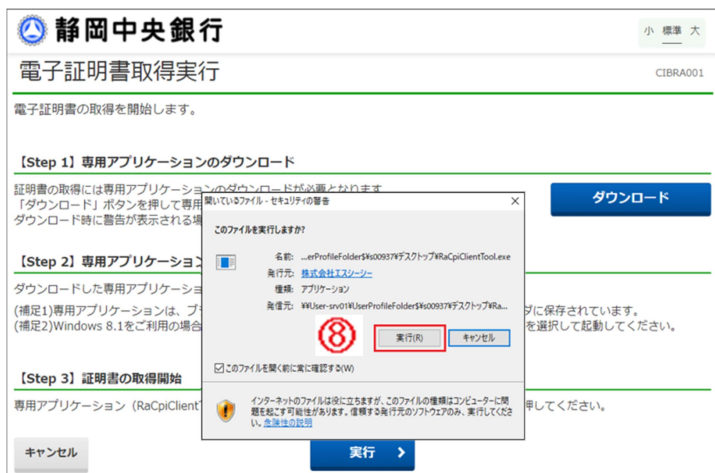 静岡中央銀行
小 標準 大
電子証明書取得実行
CIBRA001
電子証明書の取得を開始します。
【Step 1】専用アプリケーションのダウンロード
証明書の取得には専用アプリケーションのダウンロードが必要となります
「ダウンロード」ボタンを押して専用
ダウンロード時に警告が表示される場
ダウンロード
【Step 2】専用アプリケーション
ダウンロードした専用アプリケーショ
(補足1)専用アプリケーションは、ブ
ダに保存されています。
(補足2)Windows 8.1をご利用の場合
を選択して起動してください。
【Step 3】証明書の取得開始
専用アプリケーション（RaCpiClient
押してください。
キャンセル
実行
開いているファイル - セキュリティの警告
このファイルを実行しますか?
名前: ...erProfileFolder$¥s00937¥デスクトップ¥RaCpiClientTool.exe
発行元: 株式会社エスシーシー
種類: アプリケーション
発信元: ¥¥User-srv01¥UserProfileFolder$¥s00937¥デスクトップ¥Ra...
⑧
実行(R)
キャンセル
このファイルを開く前に常に確認する(W)
インターネットのファイルは役に立ちますが、このファイルの種類はコンピューターに問
題を起こす可能性があります。信頼する発行元のソフトウェアのみ、実行してくださ
い。危険性の説明